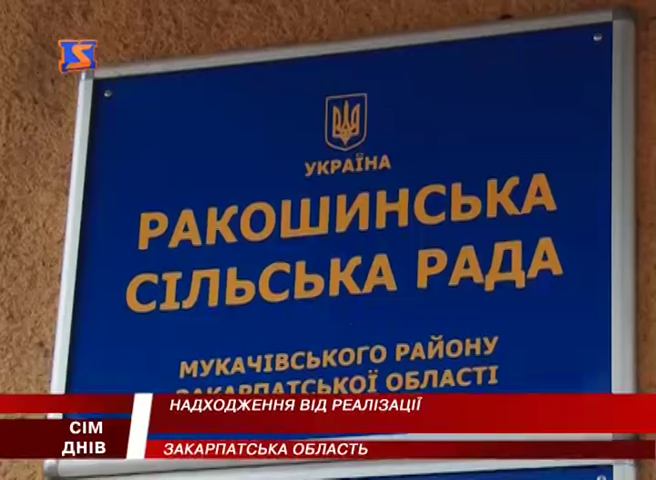 УКРАЇНА
РАКОШИНСЬКА
СІЛЬСЬКА РАДА
МУКАЧІВСЬКОГО РАЙОНУ
ЗАКАРПАТСЬКОЇ ОБЛАСТІ
НАДХОДЖЕННЯ ВІД РЕАЛІЗАЦІЇ
СІМ
ДНІВ
ЗАКАРПАТСЬКА ОБЛАСТЬ